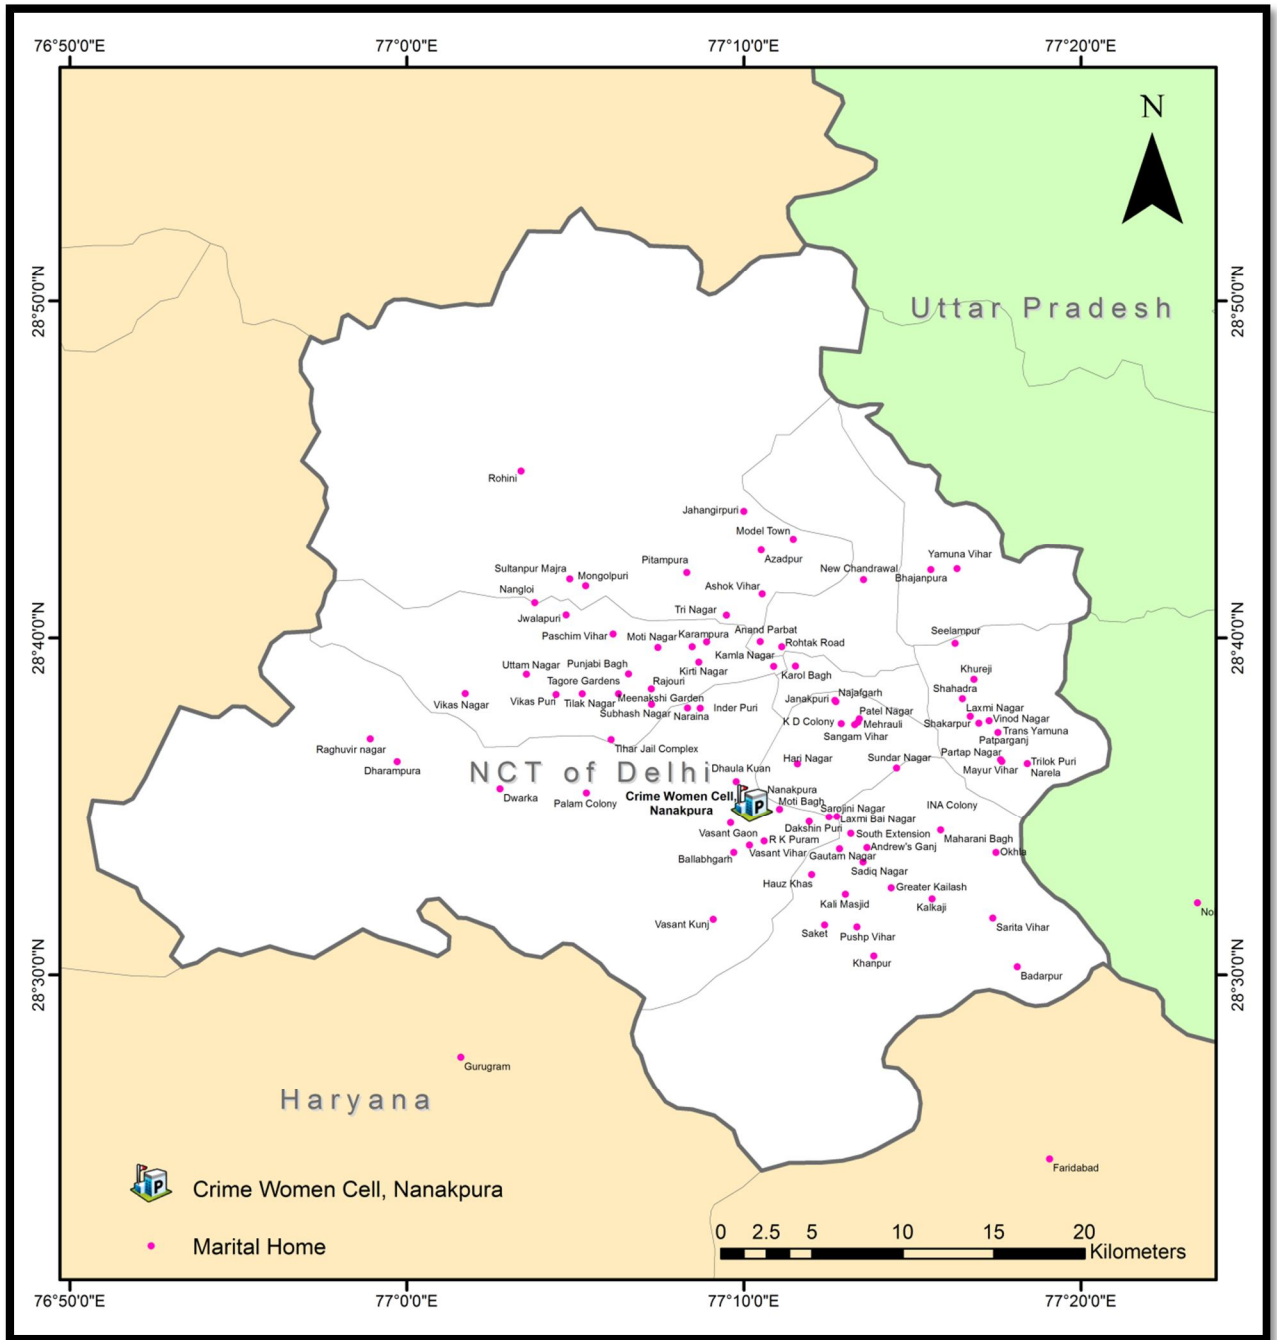 76°50'0"E
77°0'0"E
77°10'0"E
77°20'0"E
N
28°50'0"N
Uttar Pradesh
28°50'0"N
Rohini
Jahangirpuri
Model Town
Azadpur
Yamuna Vihar
Pitampura
Sultanpur Majra
Mongolpuri
New Chandrawal
Bhajanpura
Nangloi
Ashok Vihar
Jwalapuri
Tri Nagar
28°40'0"N
Paschim Vihar
Moti Nagar
Karampura
Anand Parbat
Rohtak Road
Seelampur
28°40'0"N
Kamla Nagar
Uttam Nagar
Punjabi Bagh
Kirti Nagar
Karol Bagh
Khureji
Tagore Gardens
Rajouri
Shahadra
Vikas Nagar
Vikas Puri
Tilak Nagar
Meenakshi Garden
Janakpuri
Najafgarh
Subhash Nagar
Naraina
Inder Puri
Patel Nagar
Laxmi Nagar
K D Colony
Mehrauli
Shakarpur
Vinod Nagar
Sangam Vihar
Trans Yamuna
Patparganj
Raghuvir nagar
Tihar Jail Complex
Partap Nagar
Dharampura
Hari Nagar
Sundar Nagar
Mayur Vihar
Trilok Puri
Narela
NCT of Delhi
Dhaula Kuan
Dwarka
Palam Colony
Crime Women Cell,
Nanakpura
Nanakpura
Moti Bagh
Sarojini Nagar
INA Colony
Laxmi Bai Nagar
Dakshin Puri
Vasant Gaon
R K Puram
South Extension
Maharani Bagh
Andrew's Ganj
Ballabhgarh
Vasant Vihar
Gautam Nagar
Okhla
Sadiq Nagar
Hauz Khas
Greater Kailash
Kali Masjid
Kalkaji
No
Vasant Kunj
Saket
Pushp Vihar
Sarita Vihar
Khanpur
28°30'0"N
Badarpur
28°30'0"N
Gurugram
Haryana
Faridabad
P
Crime Women Cell, Nanakpura
Marital Home
0 2.5 5 10 15 20
Kilometers
76°50'0"E
77°0'0"E
77°10'0"E
77°20'0"E